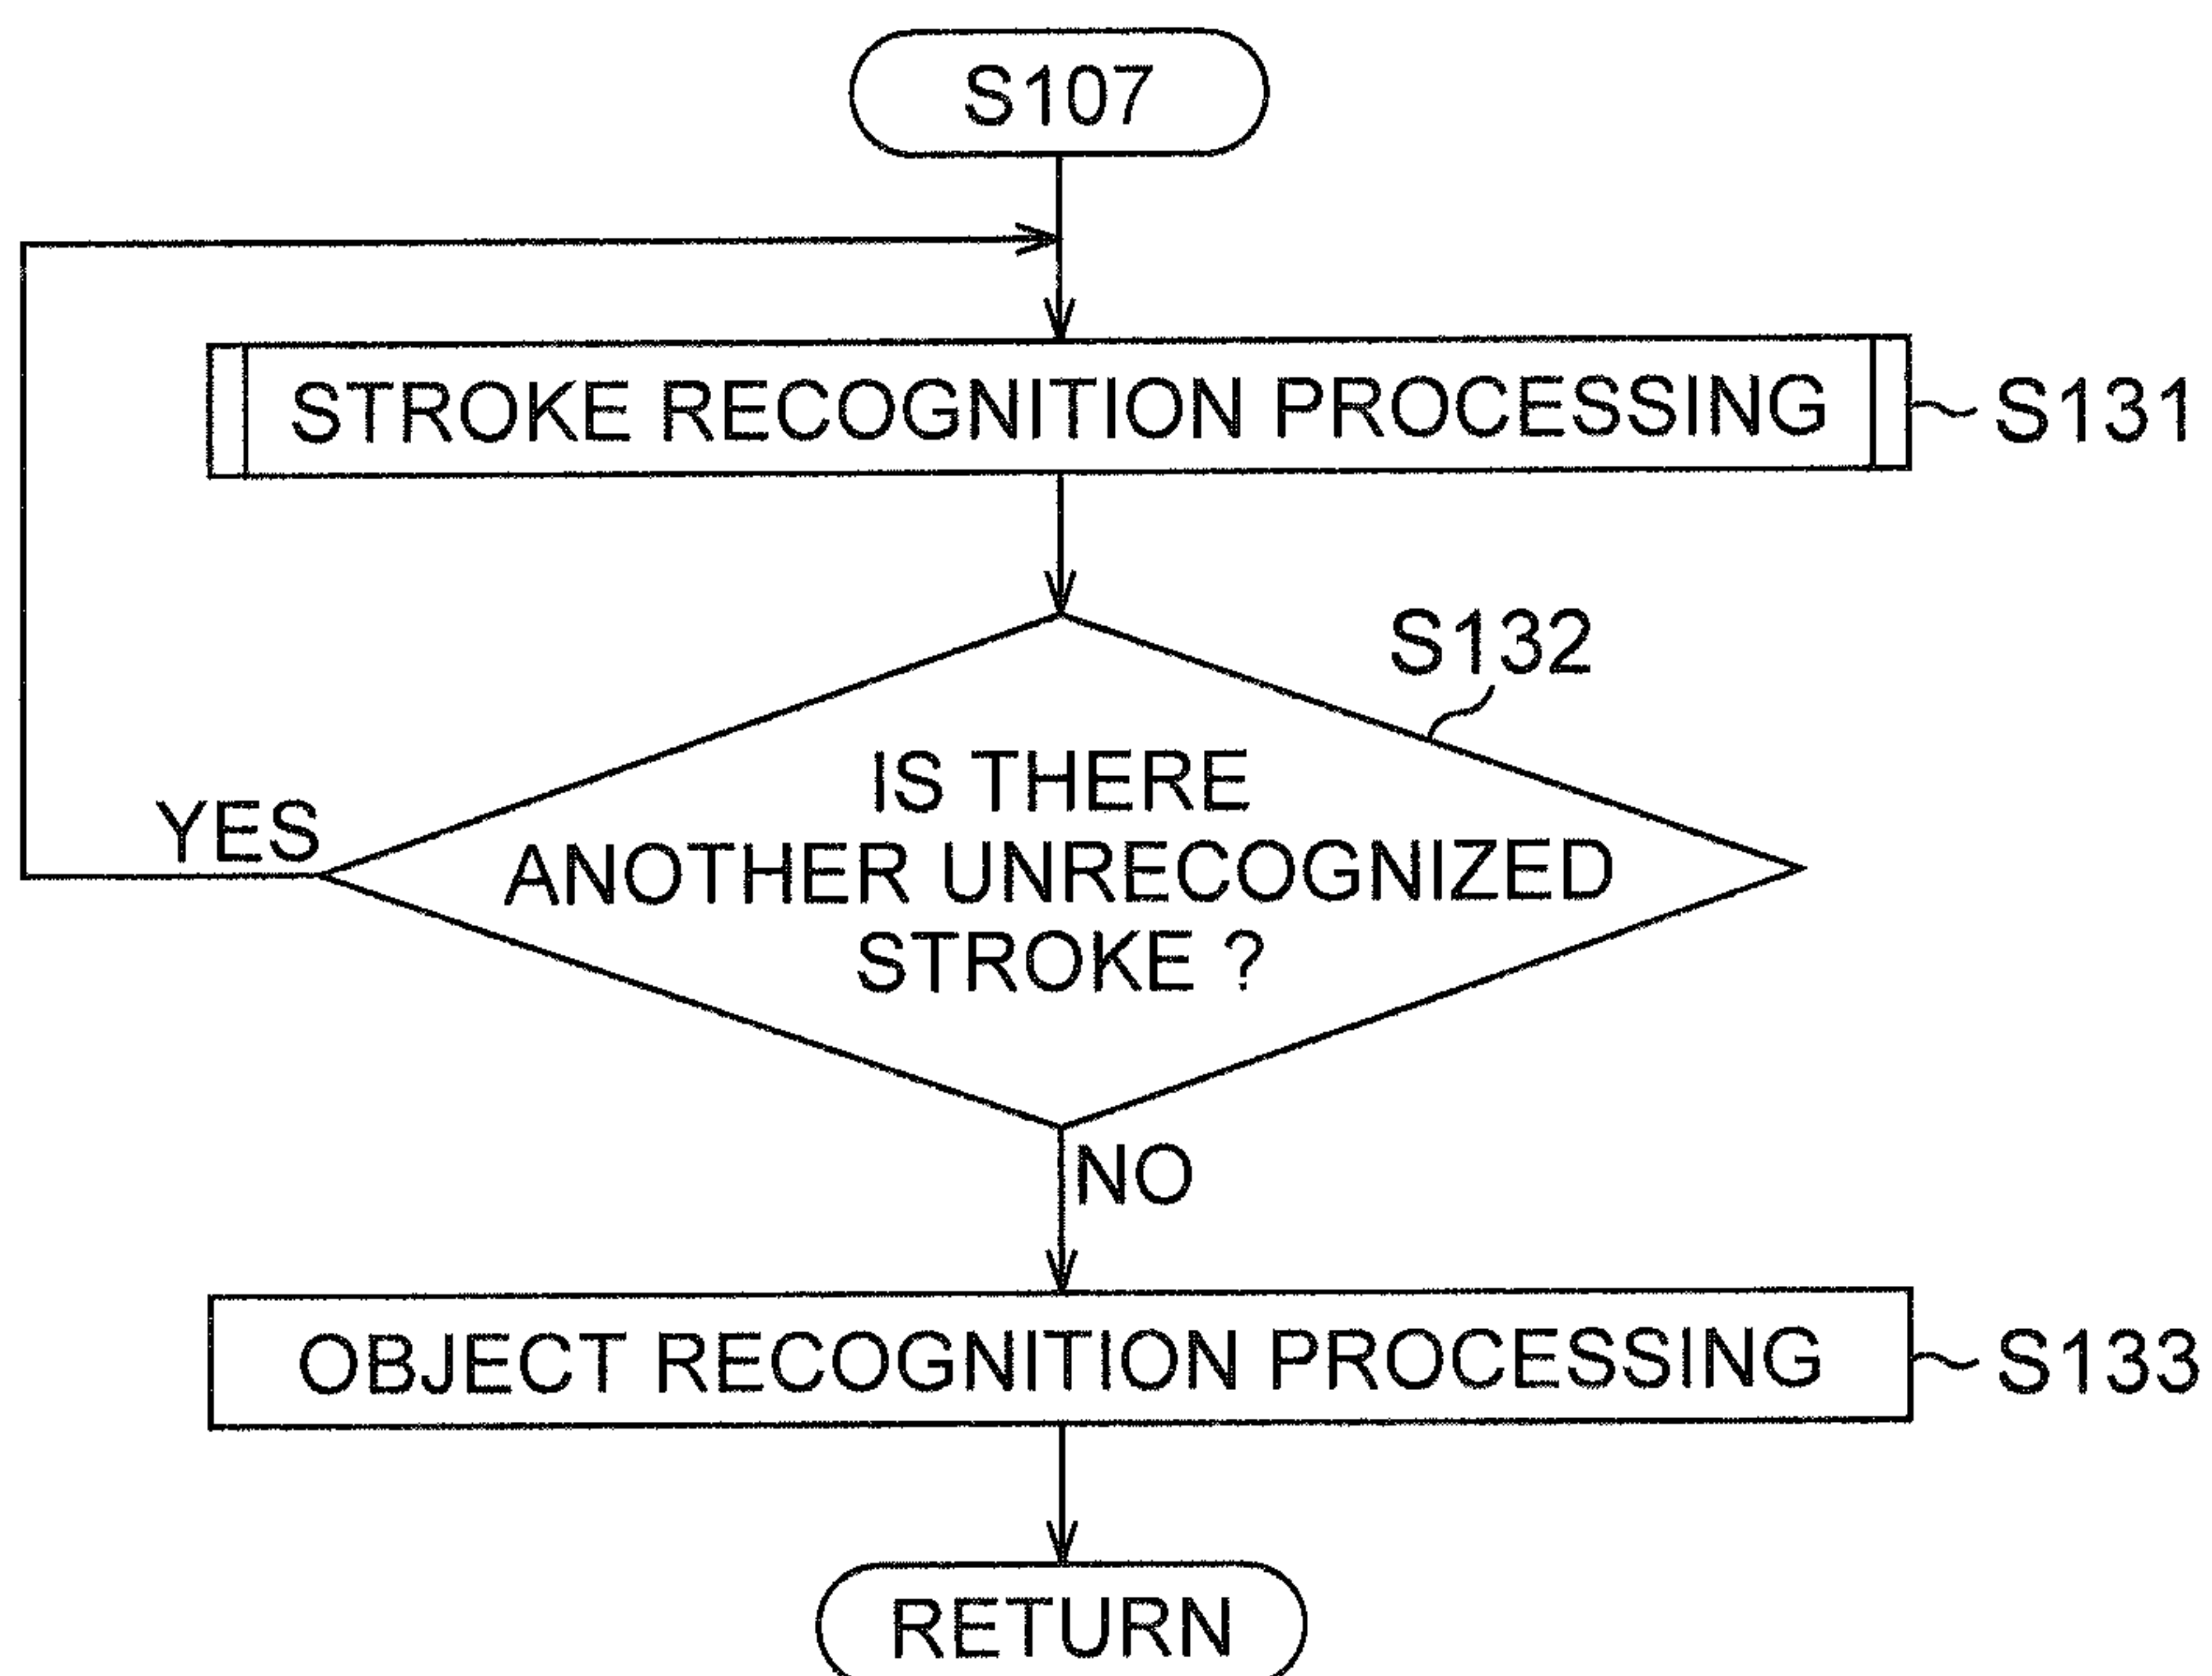 S107
STROKE RECOGNITION PROCESSING
S131
S132
IS THERE
ANOTHER UNRECOGNIZED
STROKE ?
YES
NO
OBJECT RECOGNITION PROCESSING
S133
RETURN